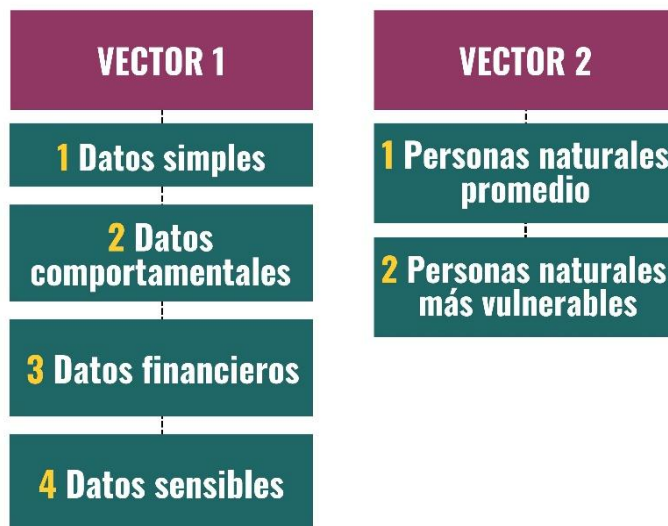 VECTOR 1
1 Datos simples
2 Datos
comportamentales
3 Datos financieros
4 Datos sensibles
VECTOR 2
1 Personas naturales
promedio
2 Personas naturales
más vulnerables